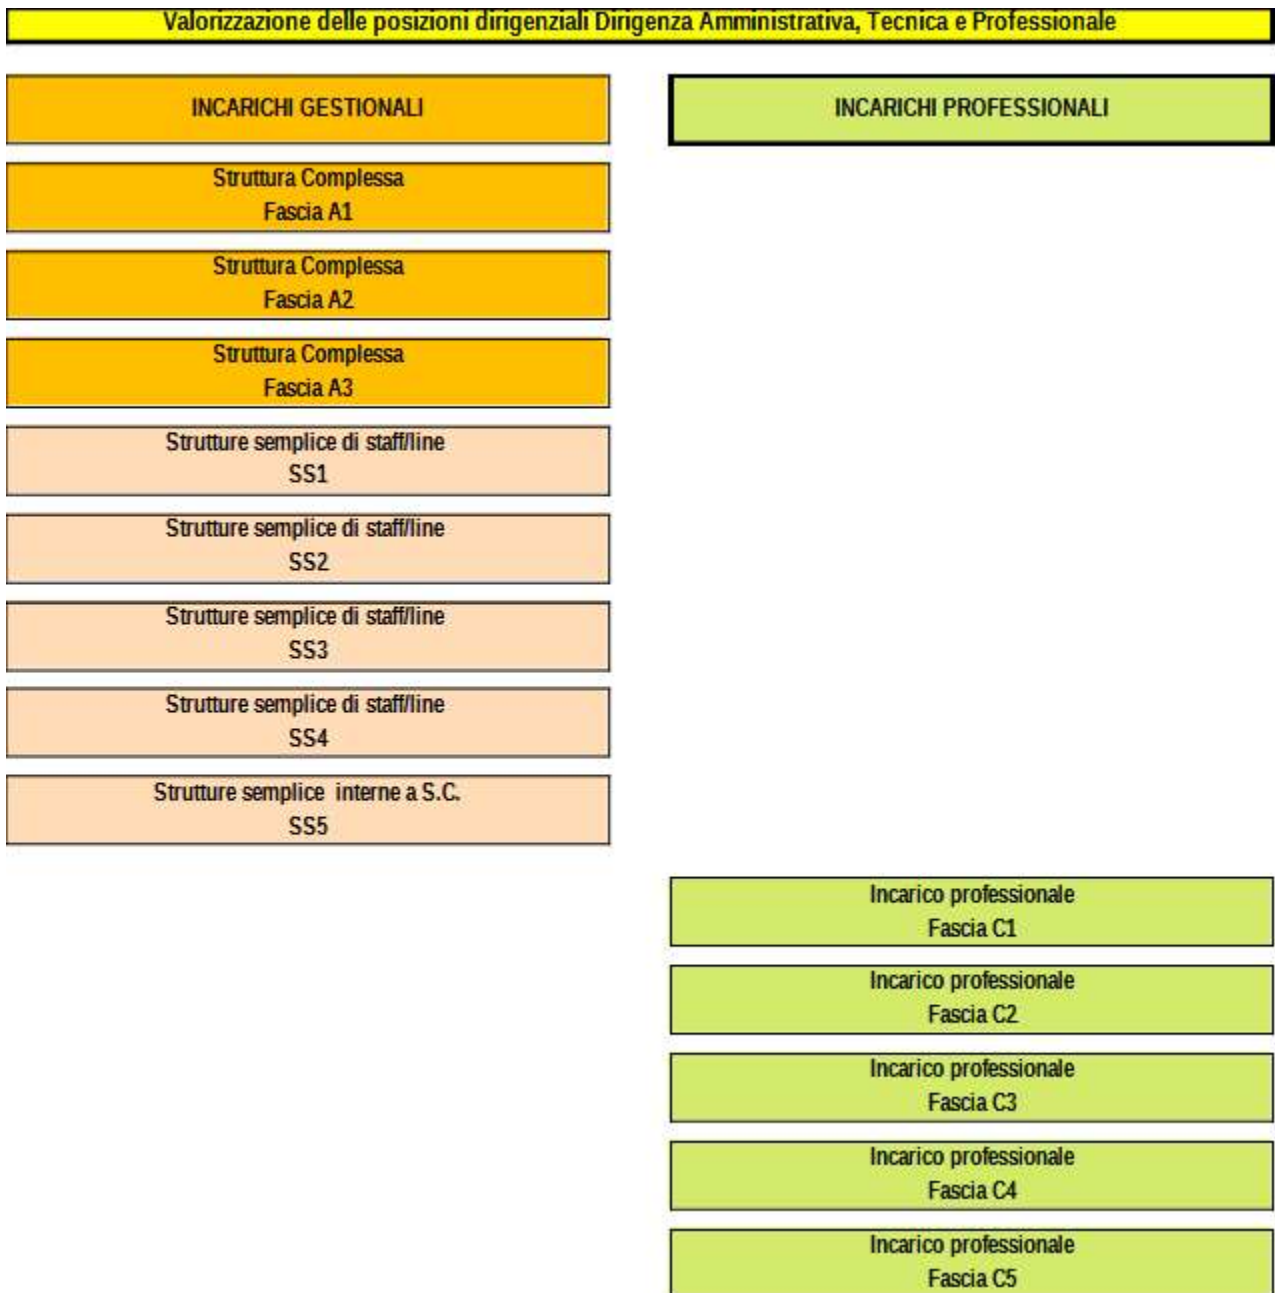 Valorizzazione delle posizioni dirigenziali Dirigenza Amministrativa, Tecnica e Professionale
INCARICHI GESTIONALI
INCARICHI PROFESSIONALI
Struttura Complessa
Fascia A1
Struttura Complessa
Fascia A2
Struttura Complessa
Fascia A3
Strutture semplice di staff/line
SS1
Strutture semplice di staff/line
SS2
Strutture semplice di staff/line
SS3
Strutture semplice di staff/line
SS4
Strutture semplice interne a S.C.
SS5
Incarico professionale
Fascia C1
Incarico professionale
Fascia C2
Incarico professionale
Fascia C3
Incarico professionale
Fascia C4
Incarico professionale
Fascia C5